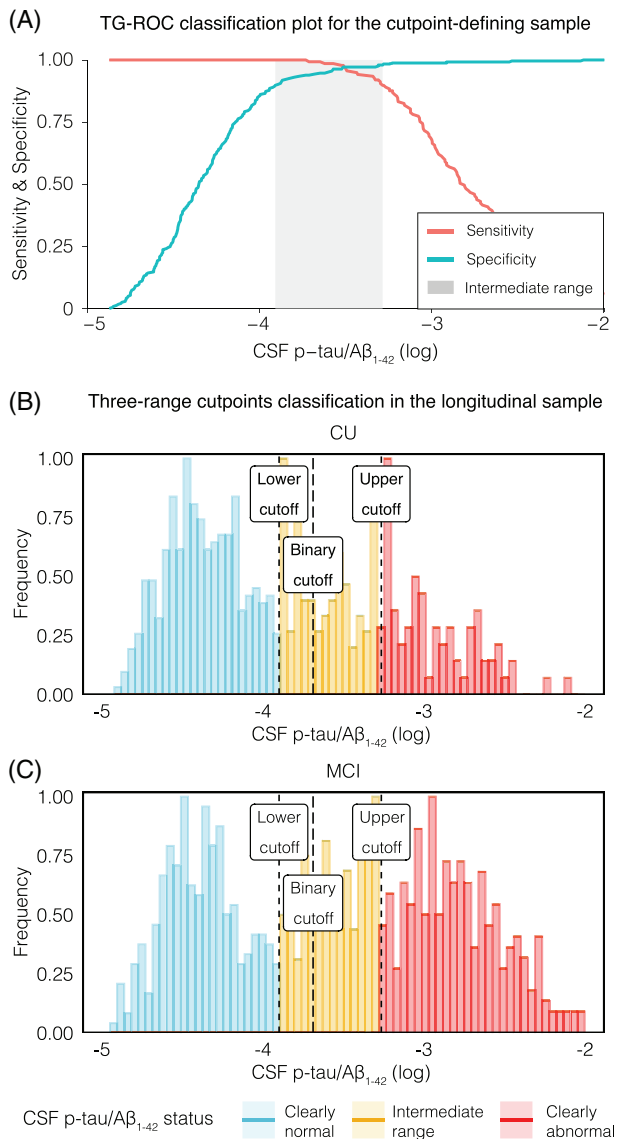 (A)
TG-ROC classification plot for the cutpoint-defining sample
Sensitivity & Specificity
1.00
0.75
0.50
0.25
0
Sensitivity
Specificity
Intermediate range
-5
-4
-3
-2
CSF p−tau/Aβ₁₋₄₂ (log)
(B)
Three-range cutpoints classification in the longitudinal sample
CU
Frequency
1.00
0.75
0.50
0.25
0.00
Lower
cutoff
Binary
cutoff
Upper
cutoff
-5
-4
-3
-2
CSF p-tau/Aβ₁₋₄₂ (log)
(C)
MCI
Frequency
1.00
0.75
0.50
0.25
0.00
Lower
cutoff
Binary
cutoff
Upper
cutoff
-5
-4
-3
-2
CSF p-tau/Aβ₁₋₄₂ (log)
CSF p-tau/Aβ₁₋₄₂ status
Clearly
normal
Intermediate
range
Clearly
abnormal